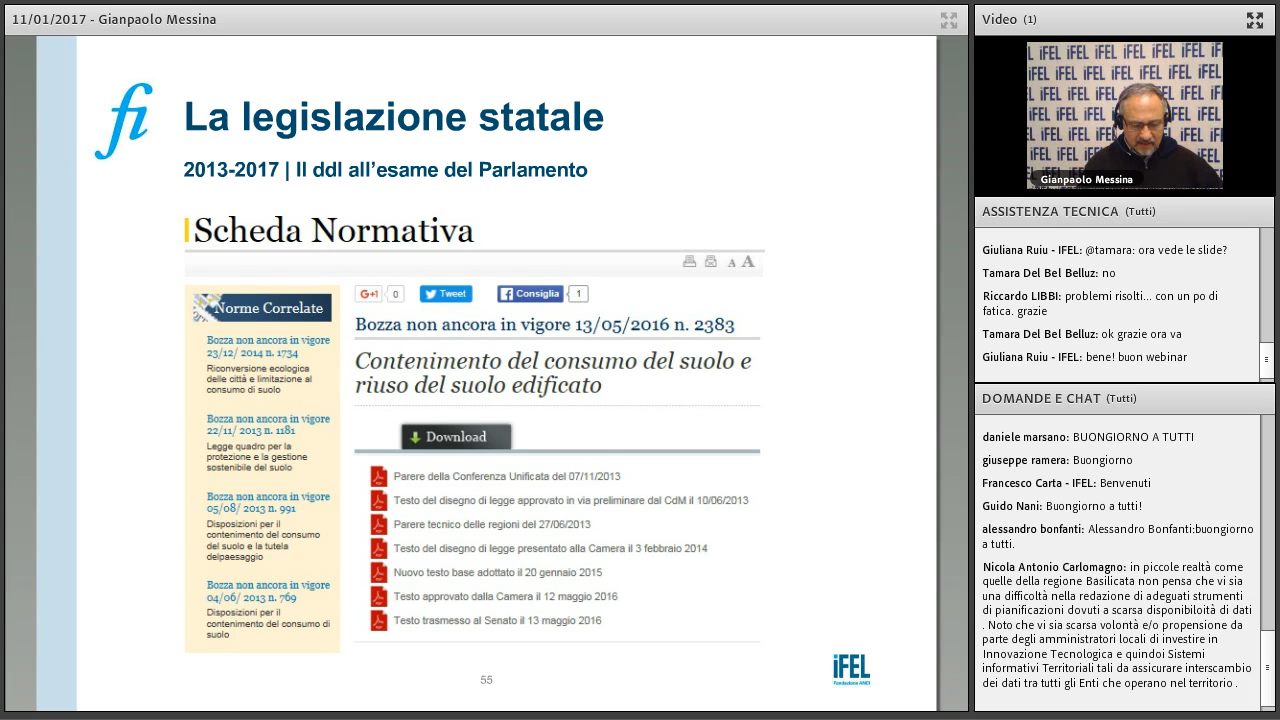 11/01/2017 - Gianpaolo Messina
fi
La legislazione statale
2013-2017 | Il ddl all’esame del Parlamento
Scheda Normativa
A A
Norme Correlate
Bozza non ancora in vigore
23/12/ 2014 n. 1734
Riconversione ecologica
delle città e limitazione al
consumo di suolo
Bozza non ancora in vigore
22/11/ 2013 n. 1181
Legge quadro per la
protezione e la gestione
sostenibile del suolo
Bozza non ancora in vigore
05/08/ 2013 n. 991
Disposizioni per il
contenimento del consumo
del suolo e la tutela
delpaesaggio
Bozza non ancora in vigore
04/06/ 2013 n. 769
Disposizioni per il
contenimento del consumo di
suolo
G+1 0 Tweet Consiglia 1
Bozza non ancora in vigore 13/05/2016 n. 2383
Contenimento del consumo del suolo e
riuso del suolo edificato
Download
Parere della Conferenza Unificata del 07/11/2013
Testo del disegno di legge approvato in via preliminare dal CdM il 10/06/2013
Parere tecnico delle regioni del 27/06/2013
Testo del disegno di legge presentato alla Camera il 3 febbraio 2014
Nuovo testo base adottato il 20 gennaio 2015
Testo approvato dalla Camera il 12 maggio 2016
Testo trasmesso al Senato il 13 maggio 2016
55
iFEL
Fondazione ANCI
Video (1)
Gianpaolo Messina
ASSISTENZA TECNICA (Tutti)
Giuliana Ruiu - IFEL: @tamara: ora vede le slide?
Tamara Del Bel Belluz: no
Riccardo LIBBI: problemi risolti... con un po di
fatica. grazie
Tamara Del Bel Belluz: ok grazie ora va
Giuliana Ruiu - IFEL: bene! buon webinar
DOMANDE E CHAT (Tutti)
daniele marsano: BUONGIORNO A TUTTI
giuseppe ramera: Buongiorno
Francesco Carta - IFEL: Benvenuti
Guido Nani: Buongiorno a tutti!
alessandro bonfanti: Alessandro Bonfanti:buongiorno
a tutti.
Nicola Antonio Cancmagno: in piccole realtà come
quelle della regione Basilicata non pensa che vi sia
una difficoltà nella redazione di adeguati strumenti
di pianificazioni dovuti a scarsa disponibiloità di dati
. Noto che vi sia scarsa volontà e/o propensione da
parte degli amministratori locali di investire in
Innovazione Tecnologica e quindoi Sistemi
informativi Territoriali tali da assicurare interscambio
dei dati tra tutti gli Enti che operano nel territorio .